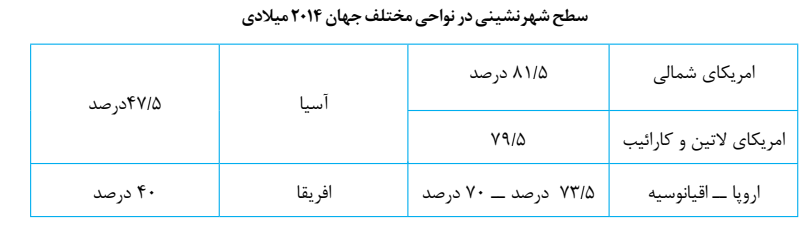 سطح شهرنشینی در نواحی مختلف جهان ۲۰۱۴ میلادی
امریکای شمالی
۸۱/۵ درصد
آسیا
۴۷/۵درصد
امریکای لاتین و کارائیب
۷۹/۵
اروپا ــ اقیانوسیه
۷۳/۵ درصد ــ ۷۰ درصد
افریقا
۴۰ درصد